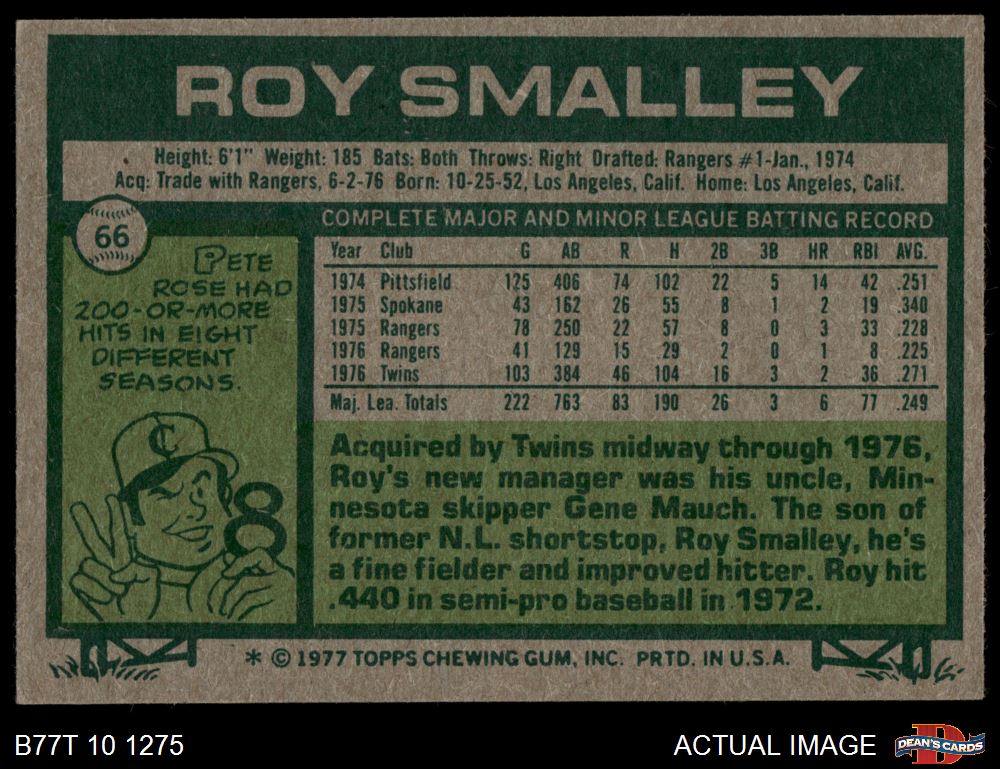 ROY SMALLEY
Height: 6'1" Weight: 185 Bats: Both Throws: Right Drafted: Rangers #1-Jan., 1974
Acq: Trade with Rangers, 6-2-76 Born: 10-25-52, Los Angeles, Calif. Home: Los Angeles, Calif.
66
PETE
ROSE HAD
200-OR-MORE
HITS IN EIGHT
DIFFERENT
SEASONS.
C
8
COMPLETE MAJOR AND MINOR LEAGUE BATTING RECORD
Year Club G AB R H 2B 3B HR RBI AVG.
1974 Pittsfield 125 406 74 102 22 5 14 42 .251
1975 Spokane 43 162 26 55 8 1 2 19 .340
1975 Rangers 78 250 22 57 8 0 3 33 .228
1976 Rangers 41 129 15 29 2 0 1 8 .225
1976 Twins 103 384 46 104 16 3 2 36 .271
Maj. Lea. Totals 222 763 83 190 26 3 6 77 .249
Acquired by Twins midway through 1976,
Roy's new manager was his uncle, Min-
nesota skipper Gene Mauch. The son of
former N.L. shortstop, Roy Smalley, he's
a fine fielder and improved hitter. Roy hit
.440 in semi-pro baseball in 1972.
* © 1977 TOPPS CHEWING GUM, INC. PRTD. IN U.S.A.
B77T 10 1275
ACTUAL IMAGE
D
DEAN'S CARDS